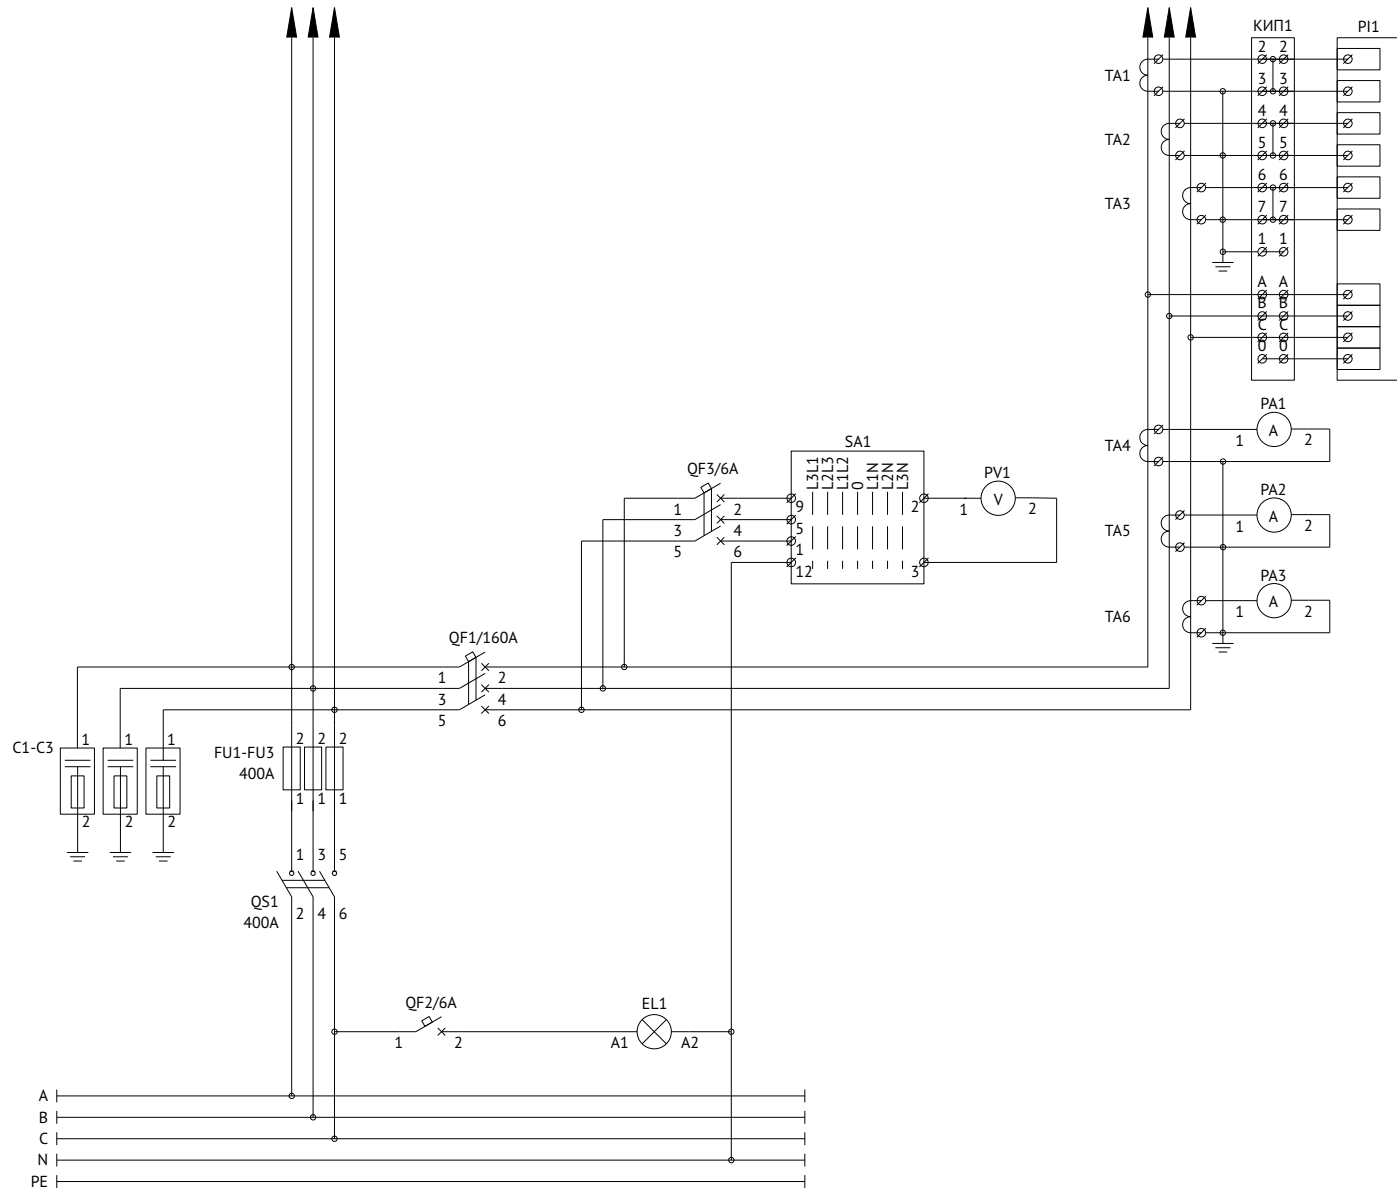 КИП1 PI1
2 2
TA1
3 3
4 4
TA2
5 5
6 6
TA3
7 7
1 1
A A
B B
C C
0 0
PA1
A
1 2
TA4
SA1
L3L1 L2L3 L1L2 0 L1N L2N L3N
QF3/6A
PV1
V
1 2
9 2
1 2
5
3 4
1
5 6
12 3
PA2
A
1 2
TA5
PA3
A
1 2
TA6
QF1/160A
1 2
3 4
5 6
C1-C3
1 1 1
2 2 2
FU1-FU3
400A
2 2 2
1 1 1
1 3 5
QS1
400A
2 4 6
QF2/6A
1 2
EL1
A1 A2
A
B
C
N
PE